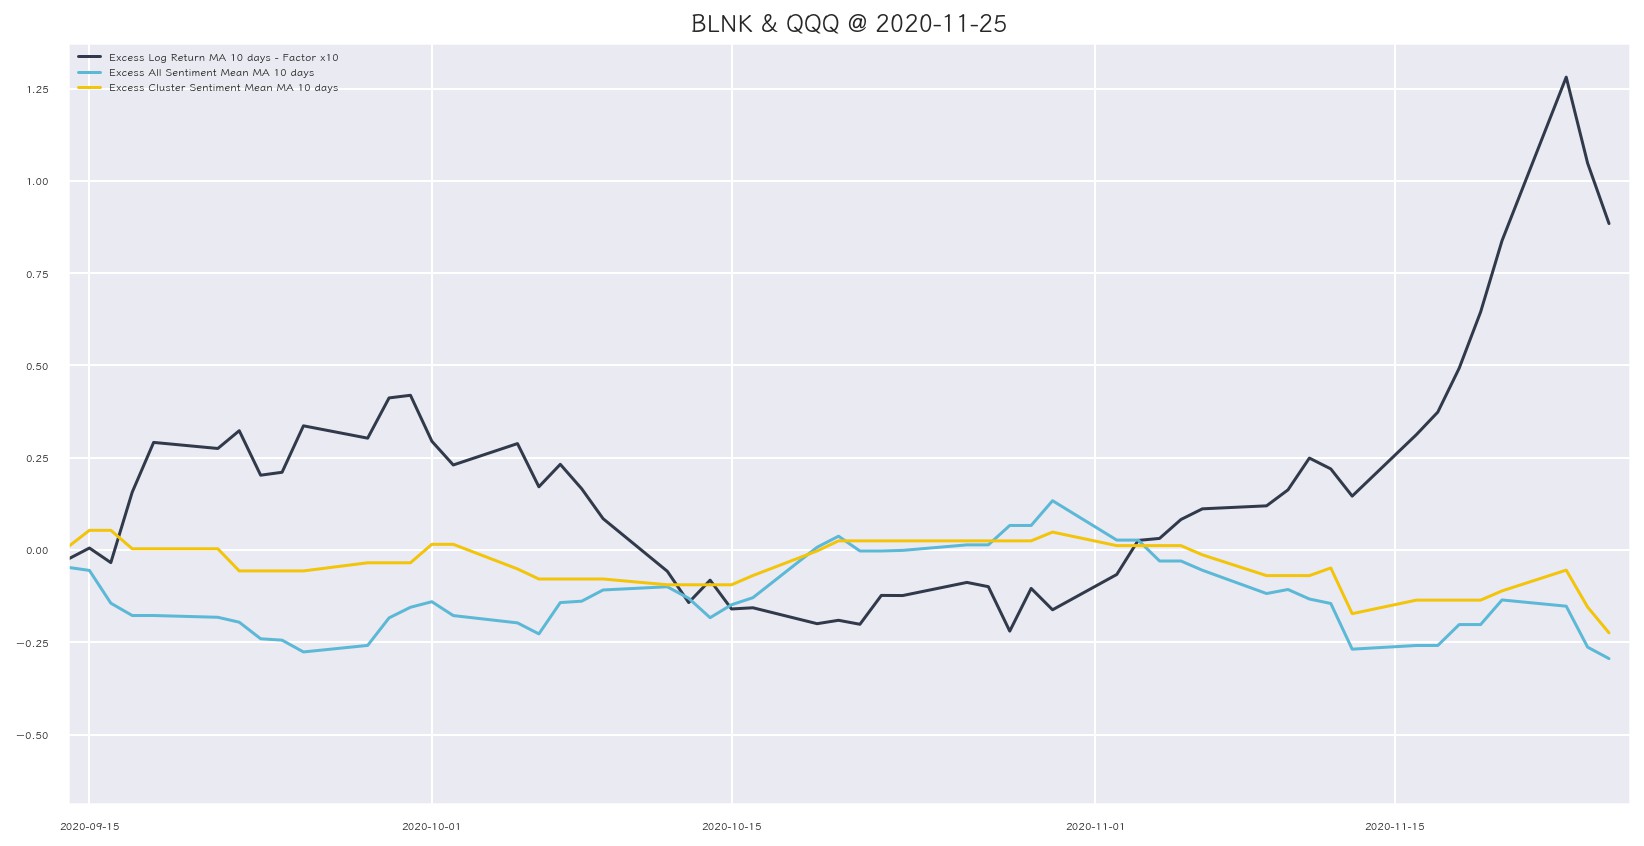 BLNK & QQQ @ 2020-11-25
Excess Log Return MA 10 days - Factor x10
Excess All Sentiment Mean MA 10 days
Excess Cluster Sentiment Mean MA 10 days
1.25
1.00
0.75
0.50
0.25
0.00
−0.25
−0.50
2020-09-15 2020-10-01 2020-10-15 2020-11-01 2020-11-15